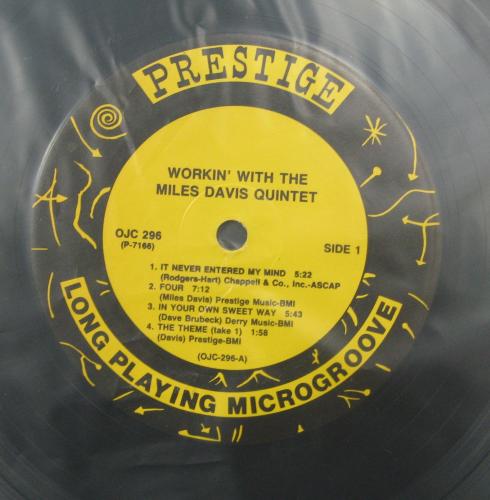 PRESTIGE
WORKIN' WITH THE
MILES DAVIS QUINTET
OJC 296
(P-7166)
SIDE 1
1. IT NEVER ENTERED MY MIND 5:22
(Rodgers-Hart) Chappell & Co., Inc.-ASCAP
2. FOUR 7:12
(Miles Davis) Prestige Music-BMI
3. IN YOUR OWN SWEET WAY 5:43
(Dave Brubeck) Derry Music-BMI
4. THE THEME (take 1) 1:58
(Davis) Prestige-BMI
(OJC-296-A)
LONG PLAYING MICROGROOVE